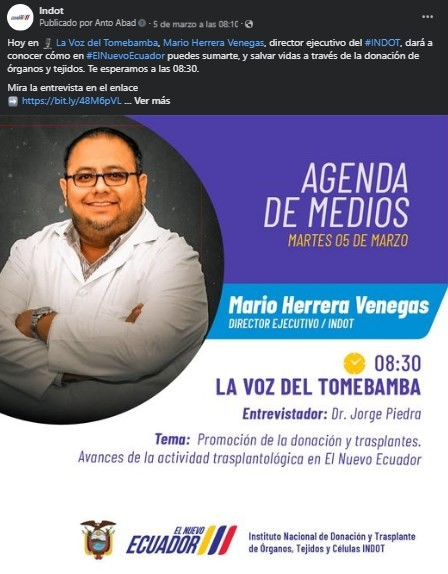 Indot
Publicado por Anto Abad · 5 de marzo a las 08:10 ·
Hoy en 🎙 La Voz del Tomebamba, Mario Herrera Venegas, director ejecutivo del #INDOT, dará a
conocer cómo en #ElNuevoEcuador puedes sumarte, y salvar vidas a través de la donación de
órganos y tejidos. Te esperamos a las 08:30.
Mira la entrevista en el enlace
➡ https://bit.ly/48M6pVL ... Ver más
AGENDA
DE MEDIOS
MARTES 05 DE MARZO
Mario Herrera Venegas
DIRECTOR EJECUTIVO / INDOT
08:30
LA VOZ DEL TOMEBAMBA
Entrevistador: Dr. Jorge Piedra
Tema: Promoción de la donación y trasplantes.
Avances de la actividad trasplantológica en El Nuevo Ecuador
EL NUEVO
ECUADOR
Instituto Nacional de Donación y Trasplante
de Órganos, Tejidos y Células INDOT